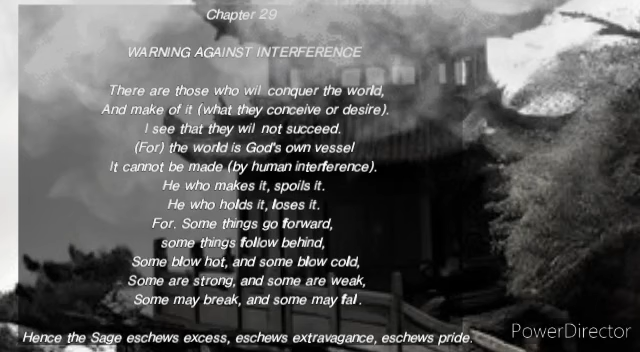 Chapter 29
WARNING AGAINST INTERFERENCE
There are those who wil conquer the world,
And make of it (what they conceive or desire).
I see that they wil not succeed.
(For) the world is God's own vessel
It cannot be made (by human interference).
He who makes it, spoils it.
He who holds it, loses it.
For. Some things go forward,
some things follow behind,
Some blow hot, and some blow cold,
Some are strong, and some are weak,
Some may break, and some may fal.
Hence the Sage eschews excess, eschews extravagance, eschews pride.
PowerDirector